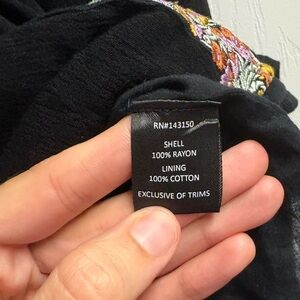 RN#143150
SHELL
100% RAYON
LINING
100% COTTON
EXCLUSIVE OF TRIMS